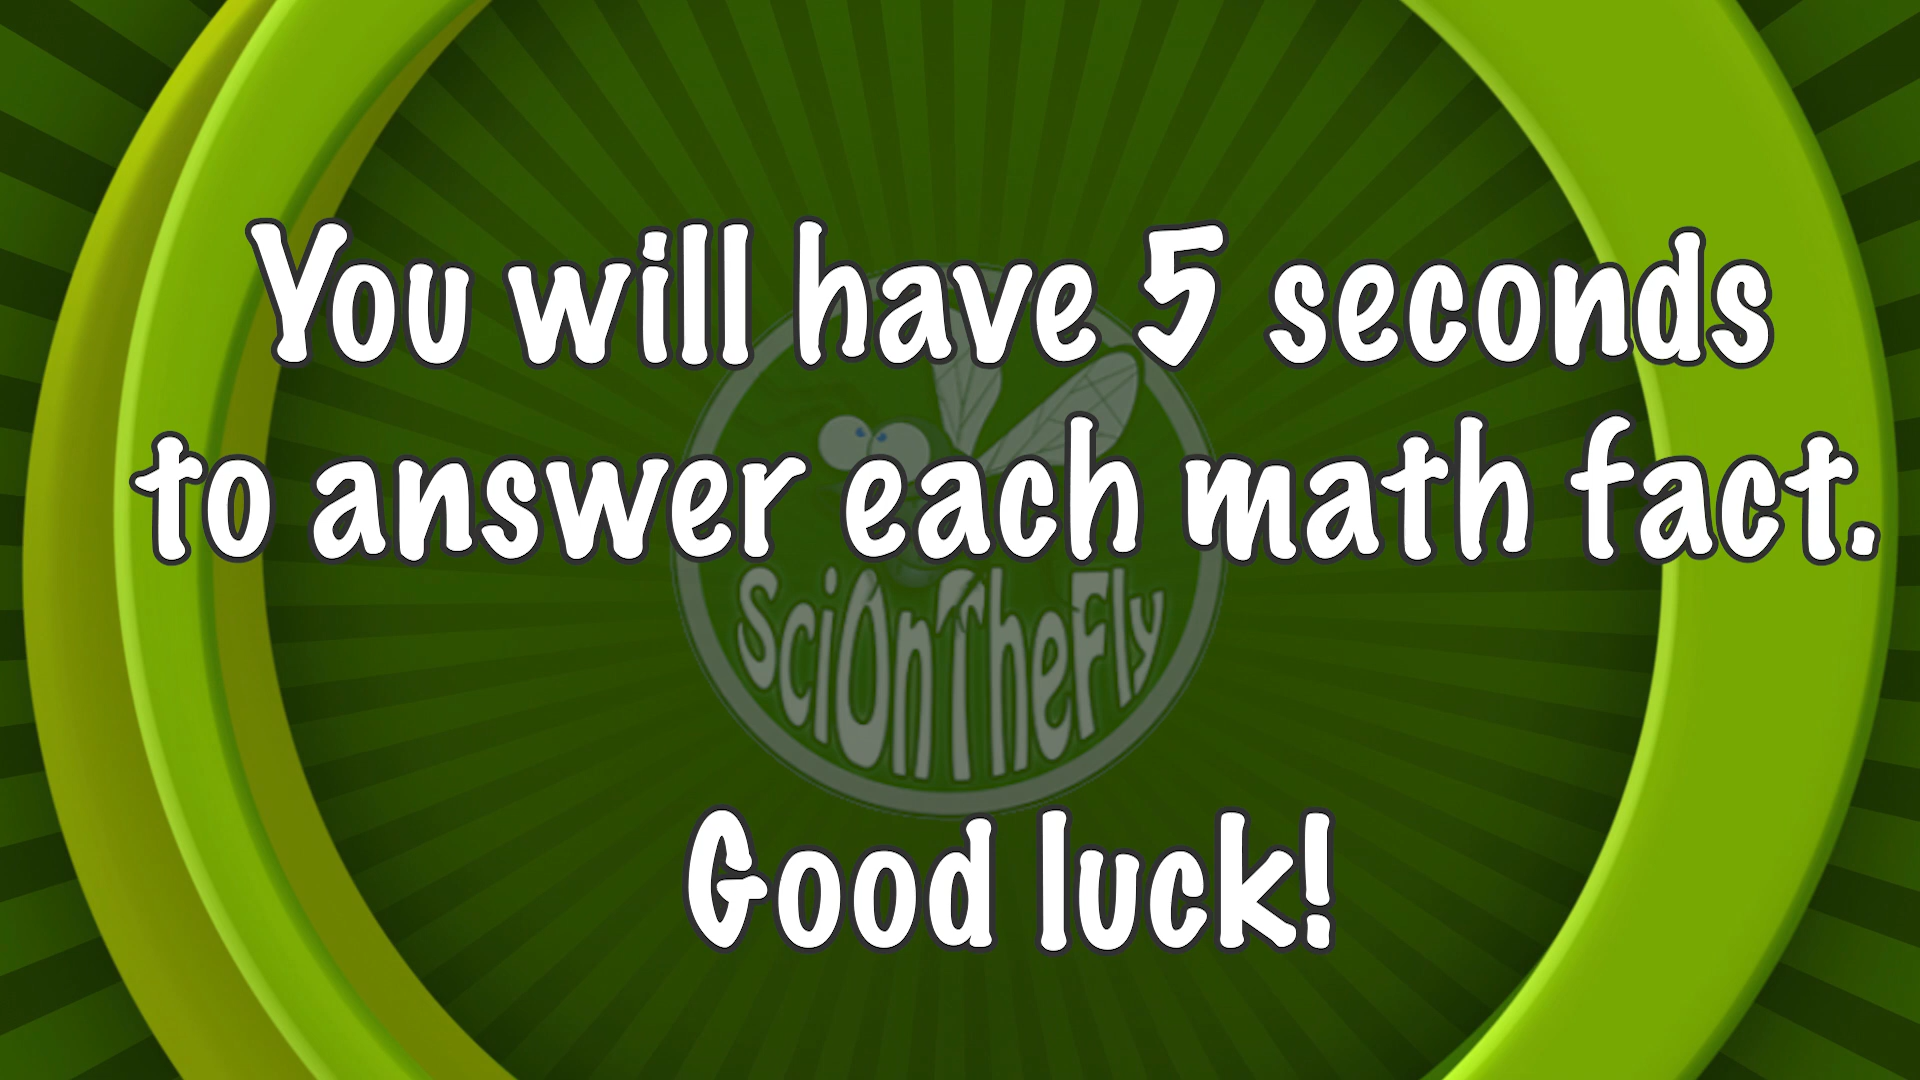 You will have 5 seconds
to answer each math fact.
SciOnTheFly
Good luck!